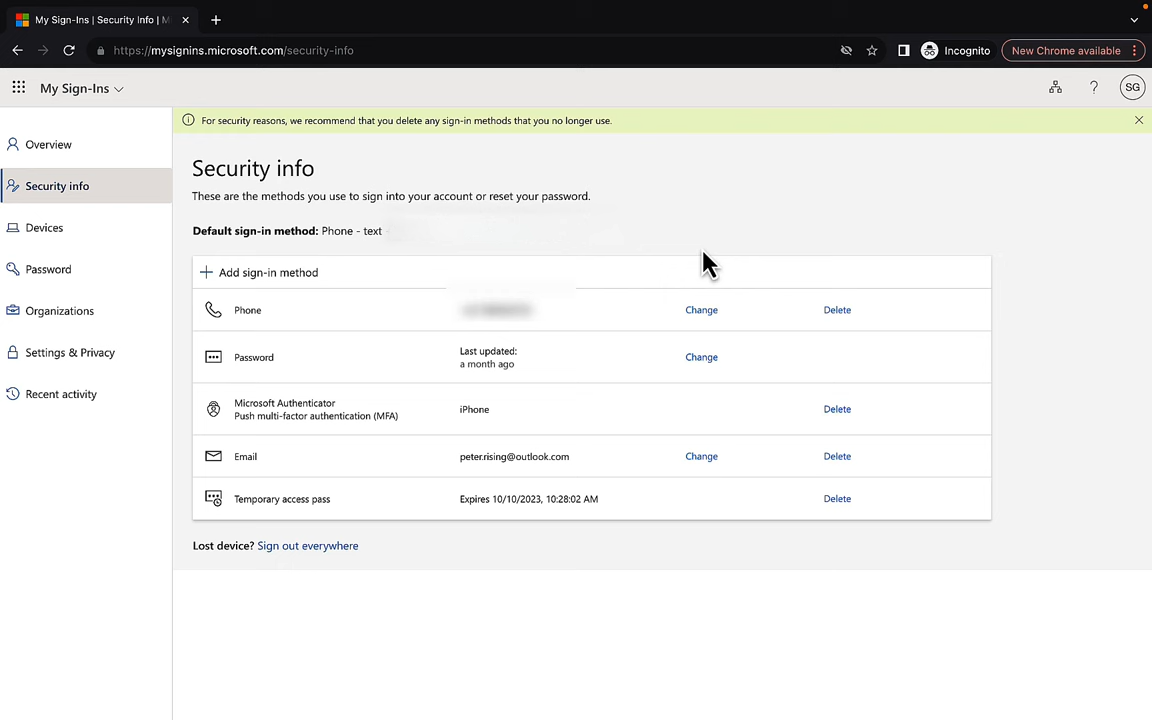 My Sign-Ins | Security Info | M
https://mysignins.microsoft.com/security-info
Incognito
New Chrome available
My Sign-Ins
?
SG
For security reasons, we recommend that you delete any sign-in methods that you no longer use.
Overview
Security info
Devices
Password
Organizations
Settings & Privacy
Recent activity
Security info
These are the methods you use to sign into your account or reset your password.
Default sign-in method: Phone - text
Add sign-in method
Phone Change Delete
Password Last updated: Change
a month ago
Microsoft Authenticator
Push multi-factor authentication (MFA) iPhone Delete
Email peter.rising@outlook.com Change Delete
Temporary access pass Expires 10/10/2023, 10:28:02 AM Delete
Lost device? Sign out everywhere